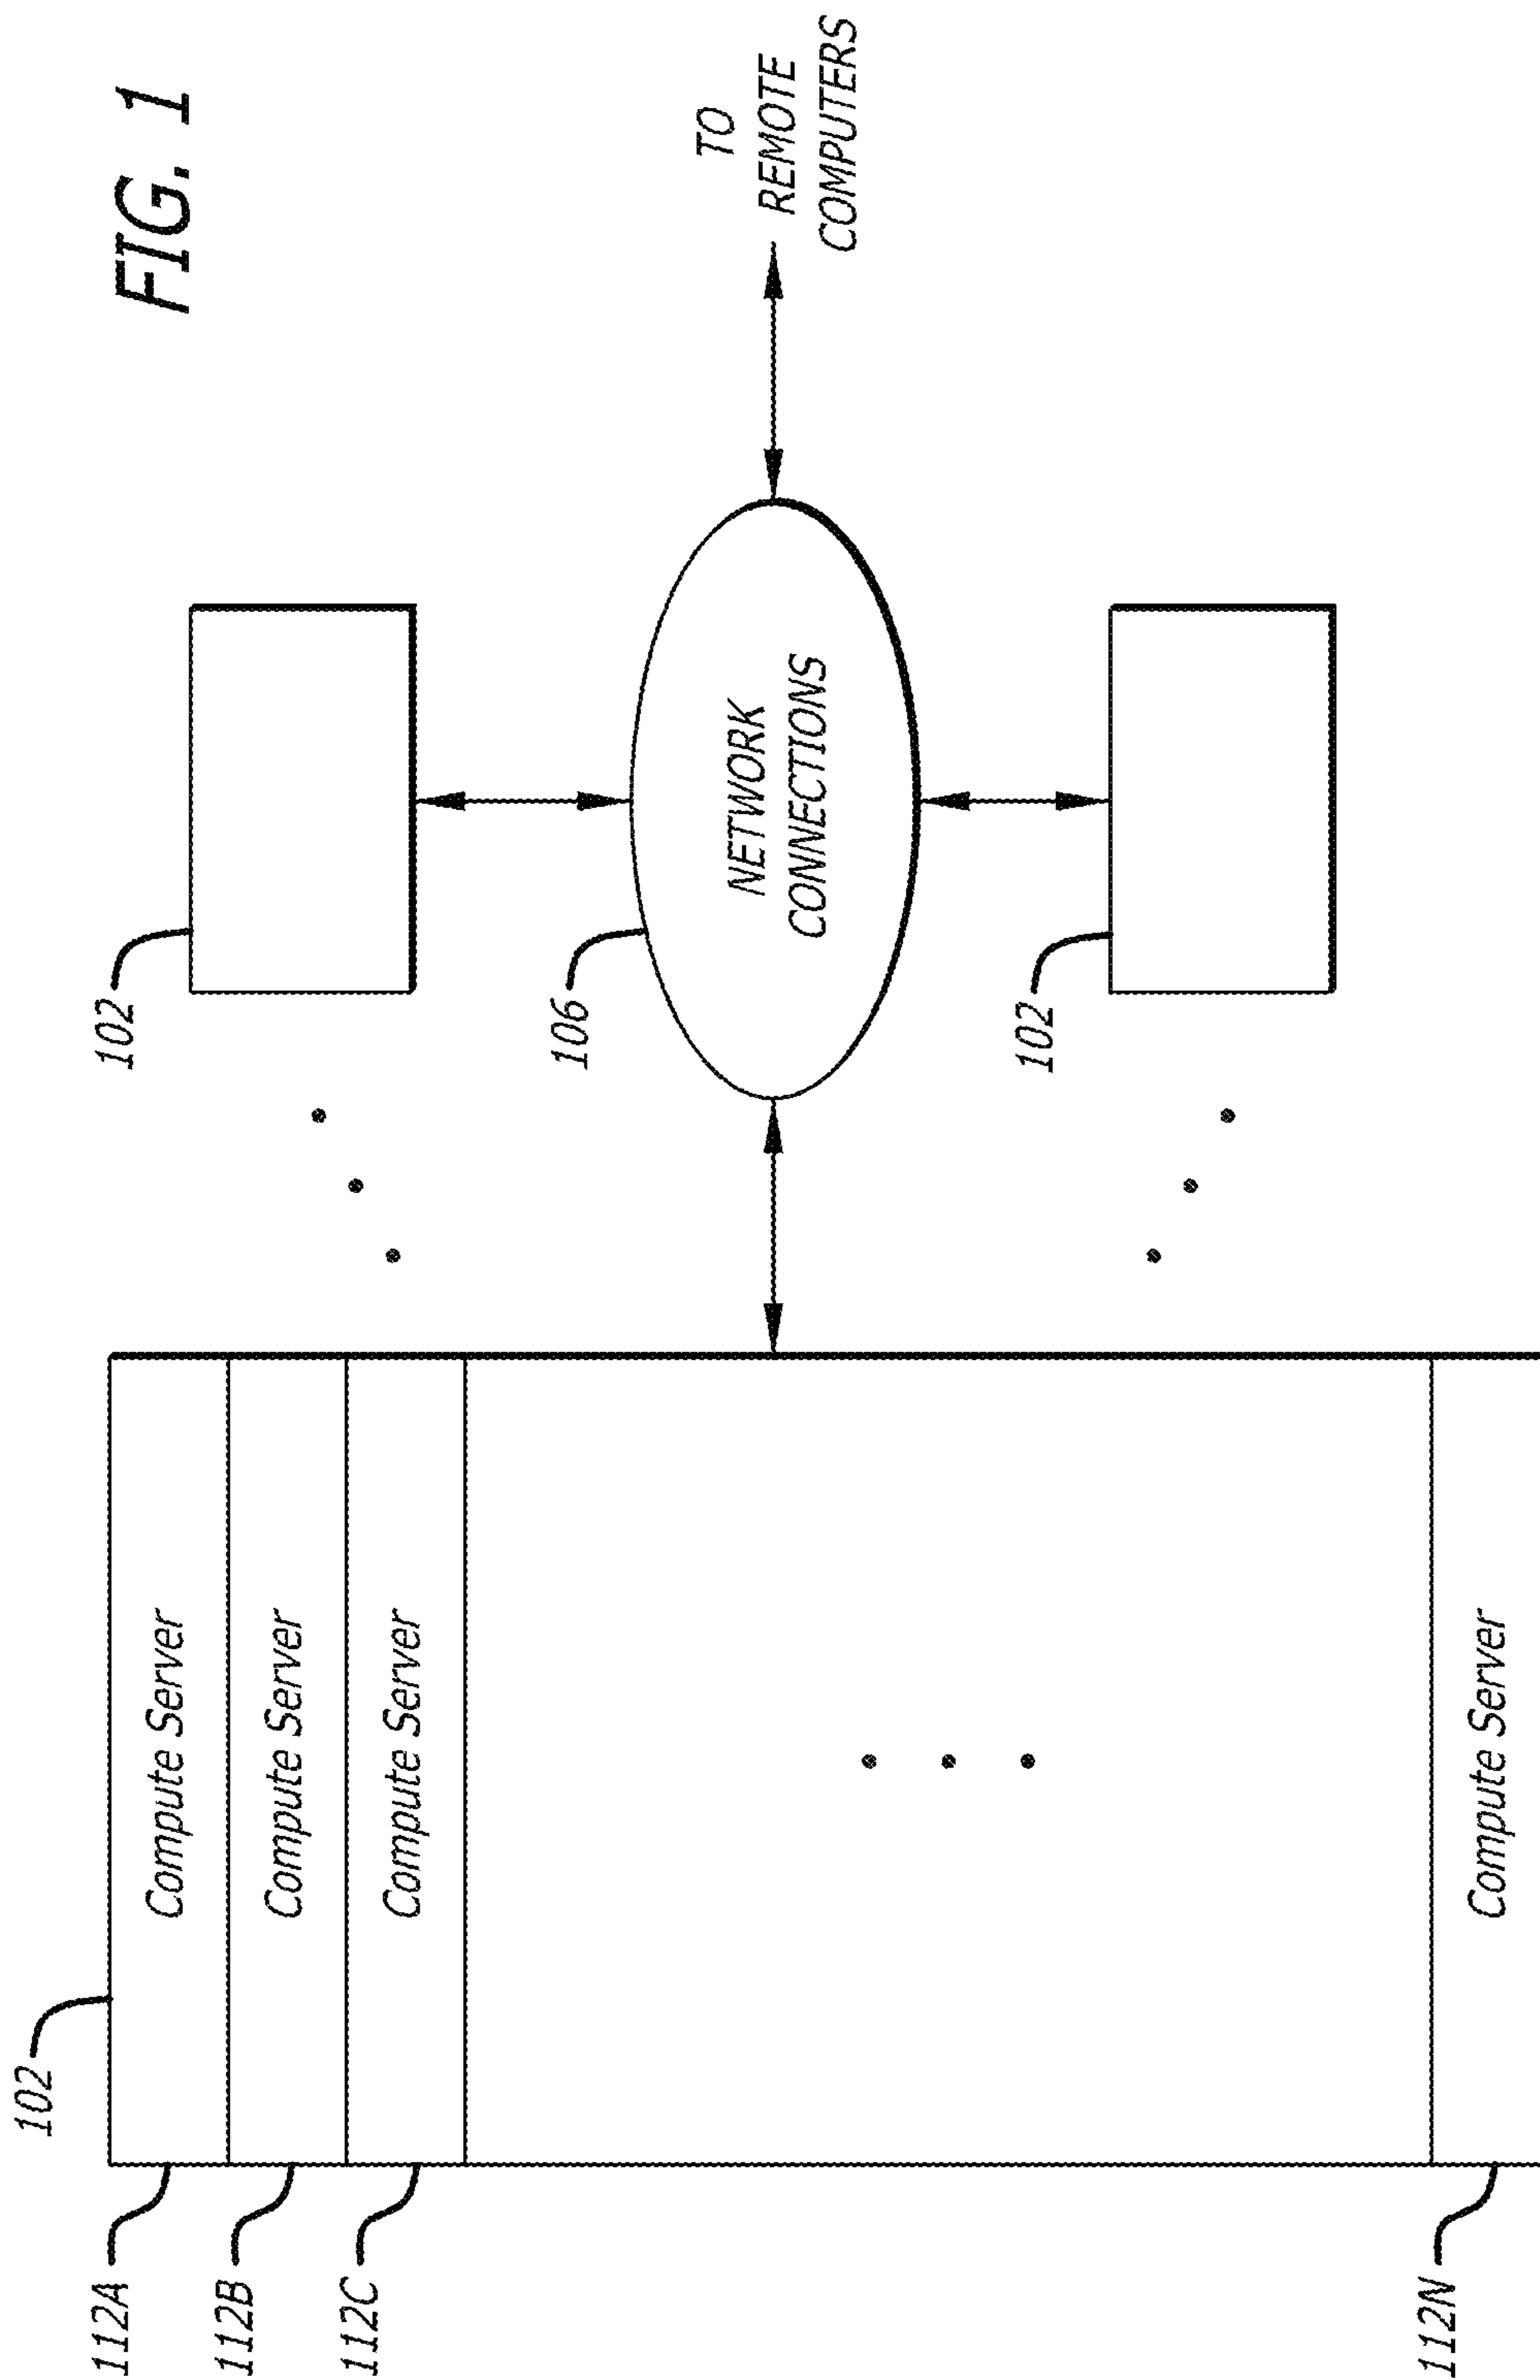 FIG. 1
102
112A
Compute Server
112B
Compute Server
112C
Compute Server
112N
Compute Server
102
106
NETWORK
CONNECTIONS
102
TO
REMOTE
COMPUTERS